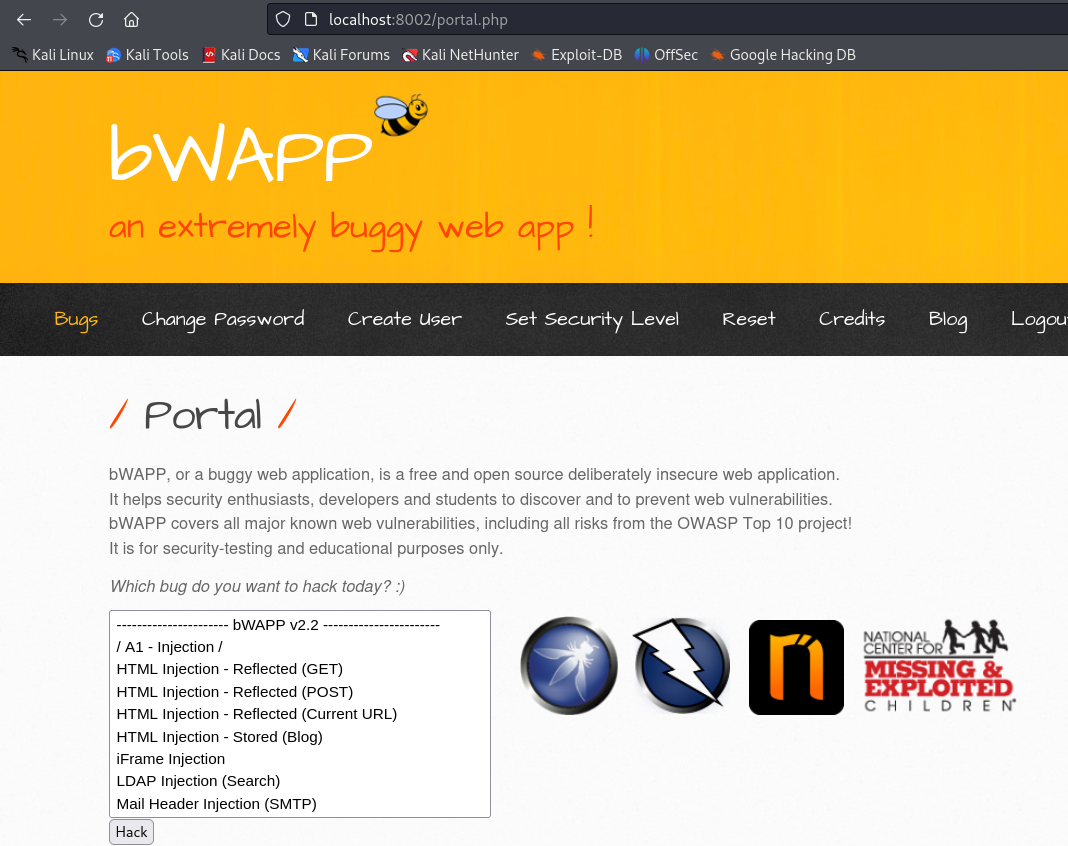 localhost:8002/portal.php
Kali Linux Kali Tools Kali Docs Kali Forums Kali NetHunter Exploit-DB OffSec Google Hacking DB
bWAPP
an extremely buggy web app !
Bugs Change Password Create User Set Security Level Reset Credits Blog Logou
/ Portal /
bWAPP, or a buggy web application, is a free and open source deliberately insecure web application.
It helps security enthusiasts, developers and students to discover and to prevent web vulnerabilities.
bWAPP covers all major known web vulnerabilities, including all risks from the OWASP Top 10 project!
It is for security-testing and educational purposes only.
Which bug do you want to hack today? :)
---------------------- bWAPP v2.2 -----------------------
/ A1 - Injection /
HTML Injection - Reflected (GET)
HTML Injection - Reflected (POST)
HTML Injection - Reflected (Current URL)
HTML Injection - Stored (Blog)
iFrame Injection
LDAP Injection (Search)
Mail Header Injection (SMTP)
Hack
n
NATIONAL
CENTER FOR
MISSING &
EXPLOITED
CHILDREN®